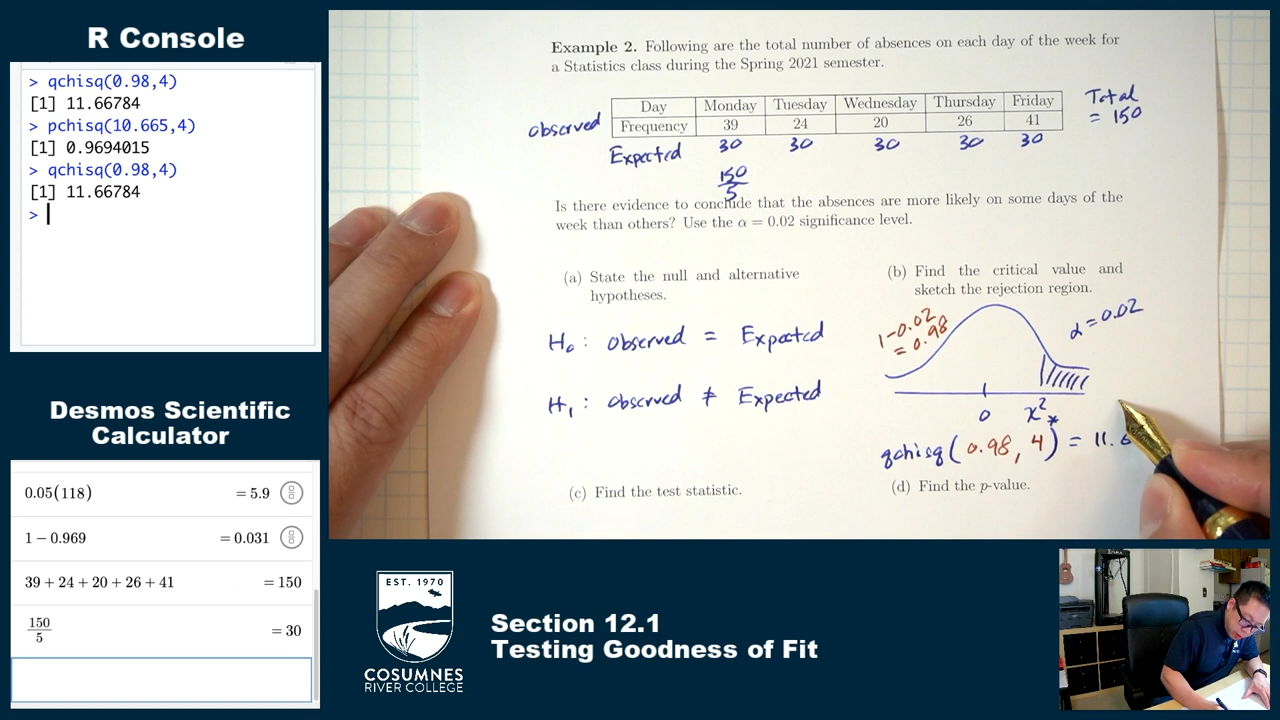 R Console
> qchisq(0.98,4)
[1] 11.66784
> pchisq(10.665,4)
[1] 0.9694015
> qchisq(0.98,4)
[1] 11.66784
>
Desmos Scientific
Calculator
0.05(118) = 5.9
1 − 0.969 = 0.031
39 + 24 + 20 + 26 + 41 = 150
150/5 = 30
Example 2. Following are the total number of absences on each day of the week for
a Statistics class during the Spring 2021 semester.
Day Monday Tuesday Wednesday Thursday Friday Total
observed Frequency 39 24 20 26 41 = 150
Expected 30 30 30 30 30
150/5
Is there evidence to conclude that the absences are more likely on some days of the
week than others? Use the α = 0.02 significance level.
(a) State the null and alternative
hypotheses.
H₀ : observed = Expected
H₁ : observed ≠ Expected
(b) Find the critical value and
sketch the rejection region.
1-0.02
= 0.98
α = 0.02
0 x²*
qchisq(0.98, 4) = 11.6
(c) Find the test statistic.
(d) Find the p-value.
EST. 1970
COSUMNES
RIVER COLLEGE
Section 12.1
Testing Goodness of Fit